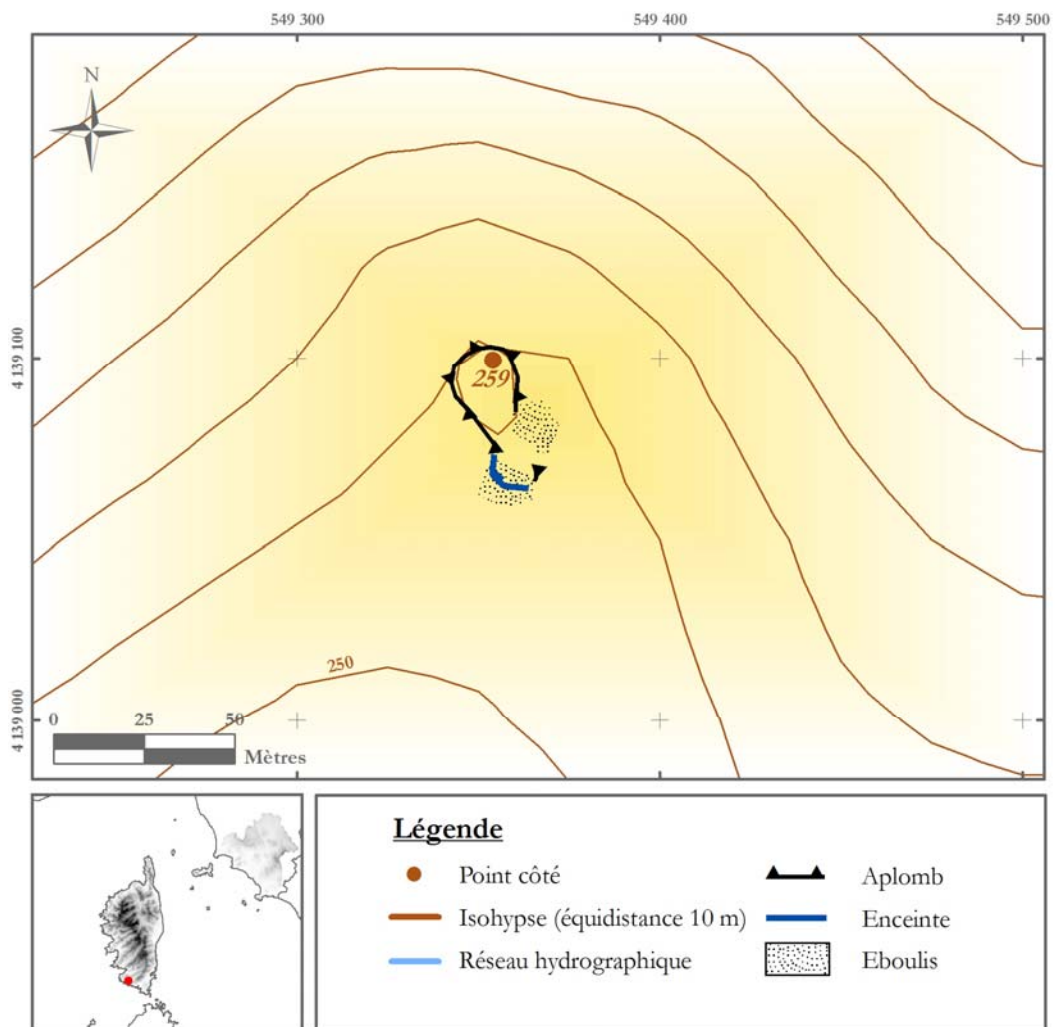 549 300
549 400
549 500
N
4 139 100
259
4 139 000
250
0 25 50
Mètres
Légende
Point côté
Aplomb
Isohypse (équidistance 10 m)
Enceinte
Réseau hydrographique
Eboulis